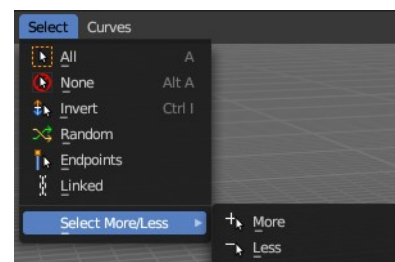 Select Curves
All A
None Alt A
Invert Ctrl I
Random
Endpoints
Linked
Select More/Less
More
Less